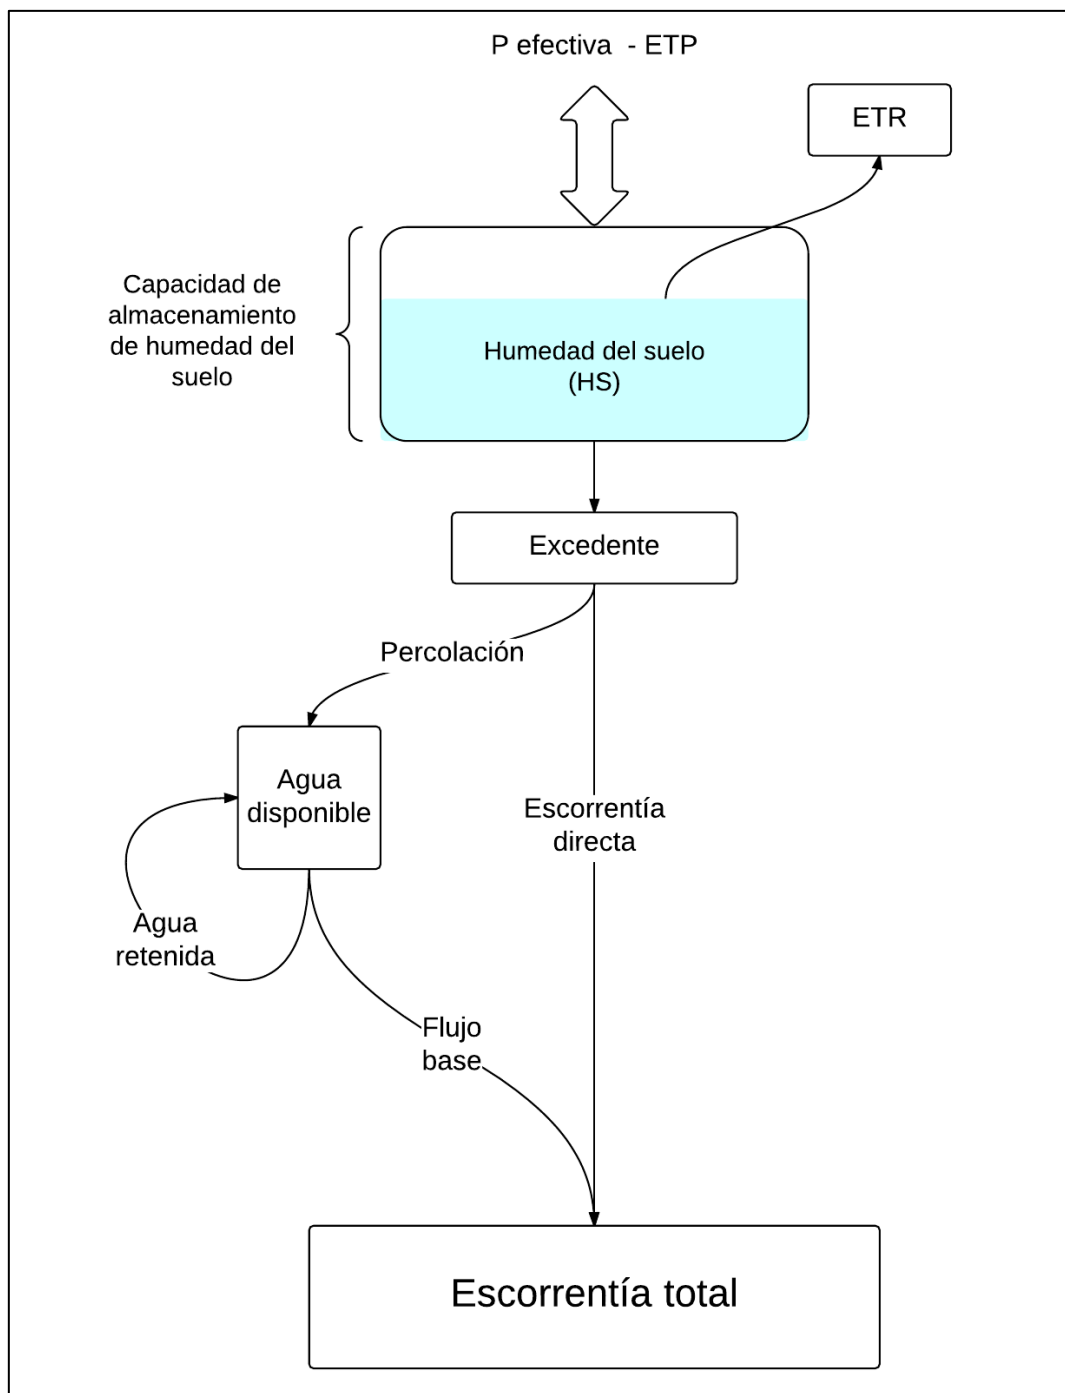 P efectiva - ETP
ETR
Capacidad de
almacenamiento
de humedad del
suelo
Humedad del suelo
(HS)
Excedente
Percolación
Agua
disponible
Escorrentía
directa
Agua
retenida
Flujo
base
Escorrentía total